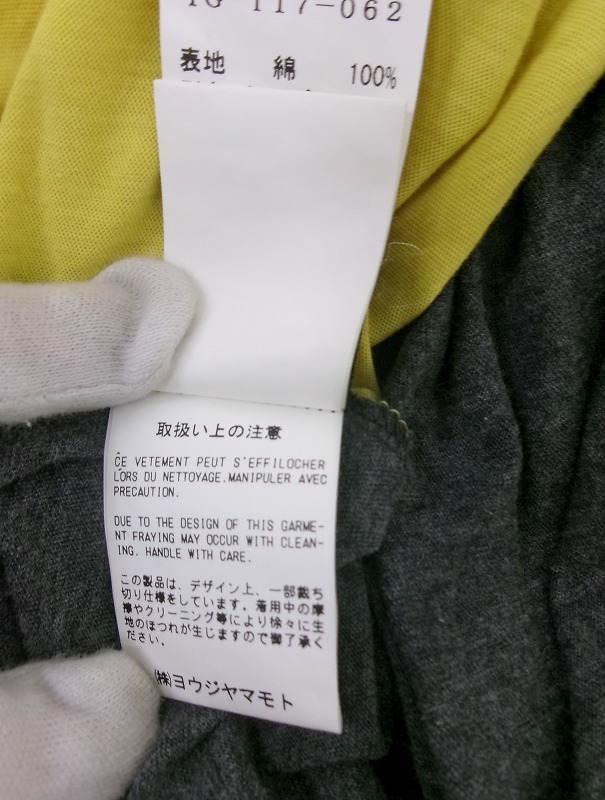 117-062
表地 綿 100%
取扱い上の注意
CE VETEMENT PEUT S'EFFILOCHER
LORS DU NETTOYAGE.MANIPULER AVEC
PRECAUTION.
DUE TO THE DESIGN OF THIS GARME-
NT FRAYING MAY OCCUR WITH CLEAN-
ING. HANDLE WITH CARE.
この製品は、デザイン上、一部裁ち
切り仕様をしています。着用中の摩
擦やクリーニング等により徐々に生
地のほつれが生じますので御了承く
ださい。
㈱ヨウジヤマモト